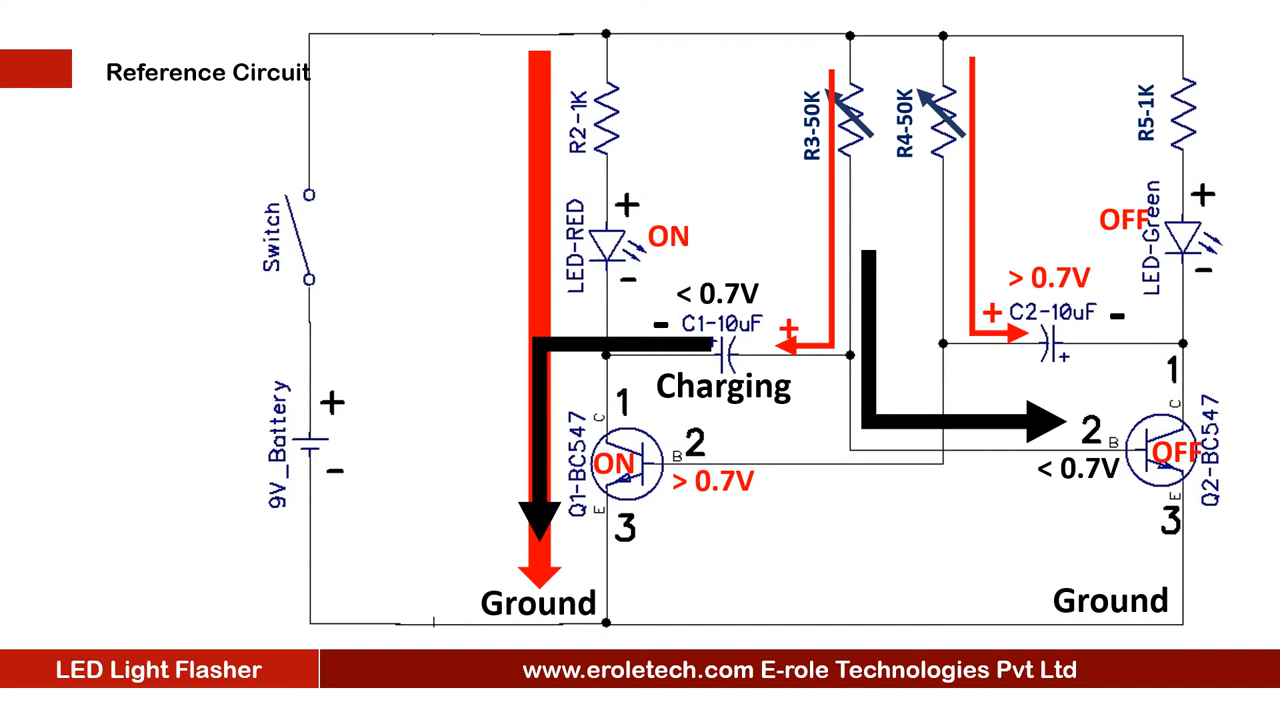 Reference Circuit
R2-1K
R3-50K
R4-50K
R5-1K
Switch
LED-RED
+
-
ON
LED-Green
+
-
OFF
< 0.7V
- C1-10uF +
Charging
> 0.7V
+ C2-10uF -
+
9V_Battery
+
-
Q1-BC547
1
C
ON
B
2
> 0.7V
E
3
Q2-BC547
1
C
2
B
OFF
< 0.7V
E
3
Ground
Ground
LED Light Flasher
www.eroletech.com E-role Technologies Pvt Ltd